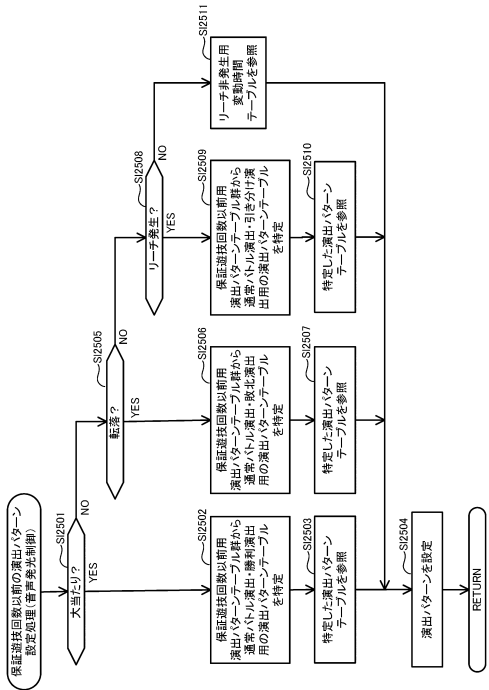 保証遊技回数以前の演出パターン
設定処理(音声発光制御)
SI2501
大当たり?
NO
YES
SI2502
保証遊技回数以前用
演出パターンテーブル群から
通常バトル演出・勝利演出
用の演出パターンテーブル
を特定
SI2503
特定した演出パターン
テーブルを参照
SI2504
演出パターンを設定
RETURN
SI2505
転落?
NO
YES
SI2506
保証遊技回数以前用
演出パターンテーブル群から
通常バトル演出・敗北演出
用の演出パターンテーブル
を特定
SI2507
特定した演出パターン
テーブルを参照
SI2508
リーチ発生?
NO
YES
SI2509
保証遊技回数以前用
演出パターンテーブル群から
通常バトル演出・引き分け演
出用の演出パターンテーブル
を特定
SI2510
特定した演出パターン
テーブルを参照
SI2511
リーチ非発生用
変動時間
テーブルを参照